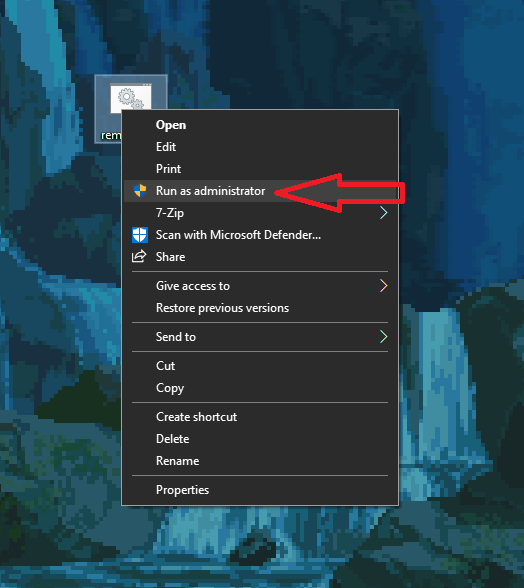 rem
Open
Edit
Print
Run as administrator
7-Zip
Scan with Microsoft Defender...
Share
Give access to
Restore previous versions
Send to
Cut
Copy
Create shortcut
Delete
Rename
Properties